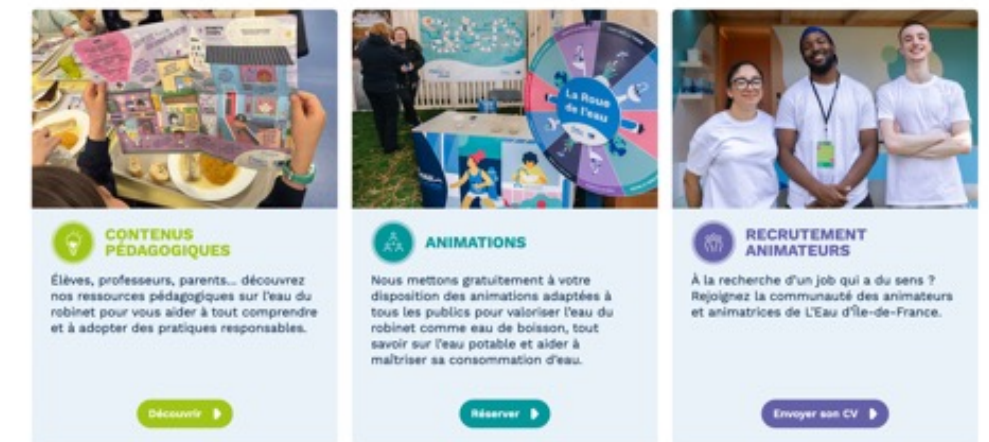 La Roue
de l'eau
CONTENUS
PÉDAGOGIQUES
Élèves, professeurs, parents... découvrez
nos ressources pédagogiques sur l'eau du
robinet pour vous aider à tout comprendre
et à adopter des pratiques responsables.
Découvrir
ANIMATIONS
Nous mettons gratuitement à votre
disposition des animations adaptées à
tous les publics pour valoriser l'eau du
robinet comme eau de boisson, tout
savoir sur l'eau potable et aider à
maîtriser sa consommation d'eau.
Réserver
RECRUTEMENT
ANIMATEURS
À la recherche d'un job qui a du sens ?
Rejoignez la communauté des animateurs
et animatrices de L'Eau d'Île-de-France.
Envoyer son CV